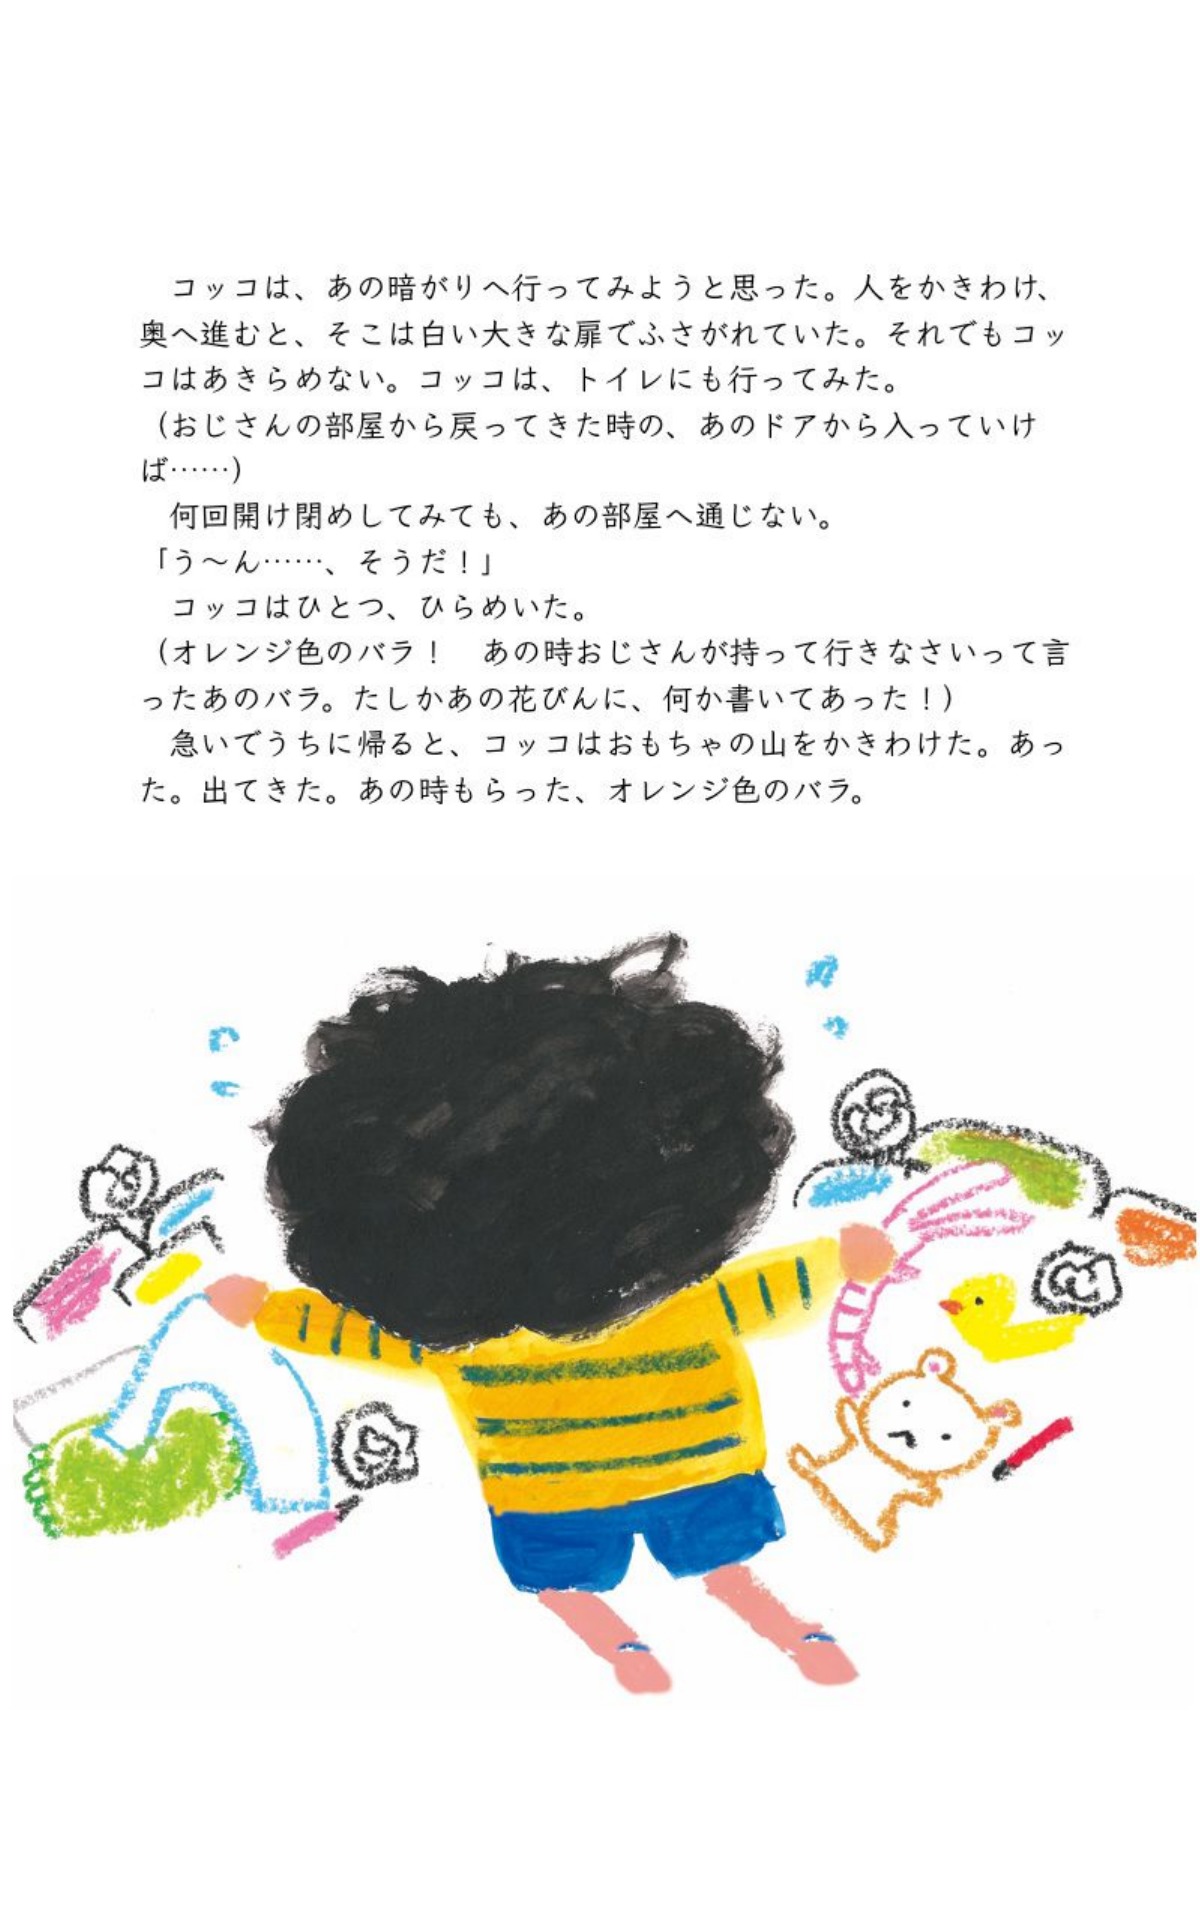 コッコは、あの暗がりへ行ってみようと思った。人をかきわけ、
奥へ進むと、そこは白い大きな扉でふさがれていた。それでもコッ
コはあきらめない。コッコは、トイレにも行ってみた。
（おじさんの部屋から戻ってきた時の、あのドアから入っていけ
ば……）
　何回開け閉めしてみても、あの部屋へ通じない。
「う～ん……、そうだ！」
　コッコはひとつ、ひらめいた。
（オレンジ色のバラ！　あの時おじさんが持って行きなさいって言
ったあのバラ。たしかあの花びんに、何か書いてあった！）
　急いでうちに帰ると、コッコはおもちゃの山をかきわけた。あっ
た。出てきた。あの時もらった、オレンジ色のバラ。